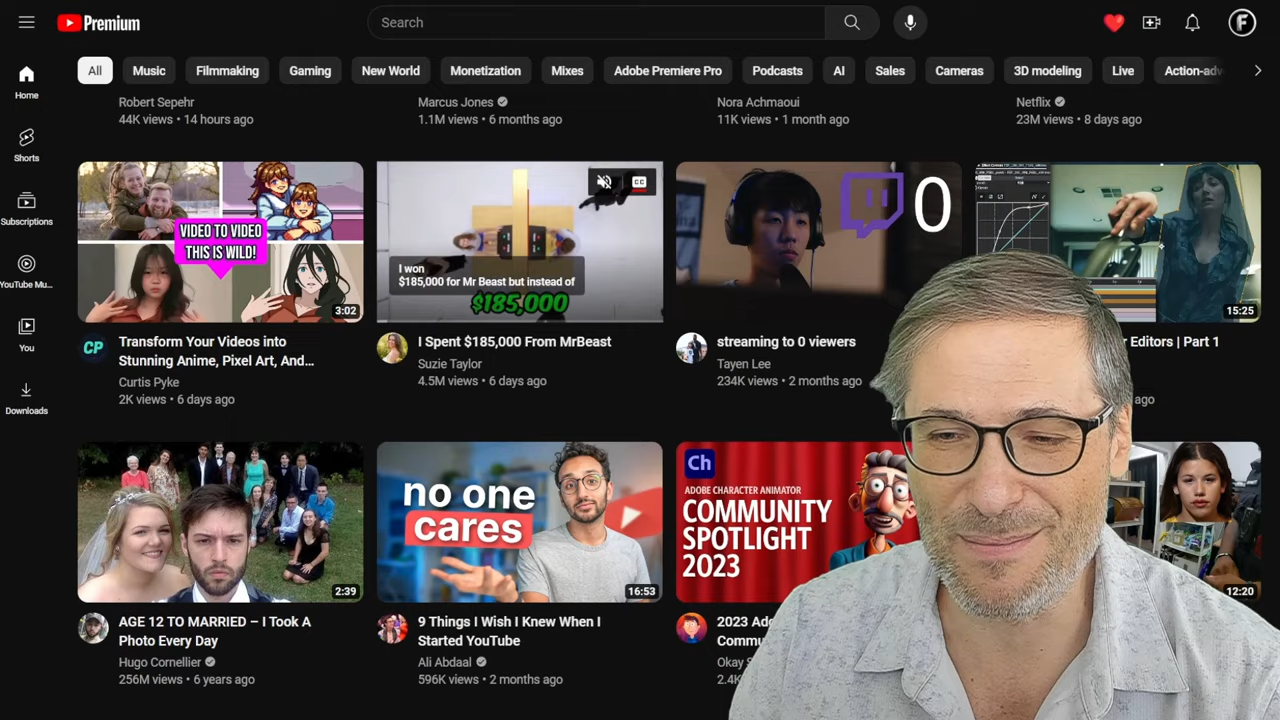 Premium
Search
F
All
Music
Filmmaking
Gaming
New World
Monetization
Mixes
Adobe Premiere Pro
Podcasts
AI
Sales
Cameras
3D modeling
Live
Action-adv
Home
Shorts
Subscriptions
YouTube Mu...
You
Downloads
Robert Sepehr
44K views • 14 hours ago
Marcus Jones
1.1M views • 6 months ago
Nora Achmaoui
11K views • 1 month ago
Netflix
23M views • 8 days ago
VIDEO TO VIDEO
THIS IS WILD!
3:02
CP
Transform Your Videos into
Stunning Anime, Pixel Art, And...
Curtis Pyke
2K views • 6 days ago
CC
I won
$185,000 for Mr Beast but instead of
$185,000
I Spent $185,000 From MrBeast
Suzie Taylor
4.5M views • 6 days ago
0
streaming to 0 viewers
Tayen Lee
234K views • 2 months ago
15:25
Editors | Part 1
ago
2:39
AGE 12 TO MARRIED – I Took A
Photo Every Day
Hugo Cornellier
256M views • 6 years ago
no one
cares
16:53
9 Things I Wish I Knew When I
Started YouTube
Ali Abdaal
596K views • 2 months ago
Ch
ADOBE CHARACTER ANIMATOR
COMMUNITY
SPOTLIGHT
2023
2023 Ado
Commu
Okay S
2.4K
12:20